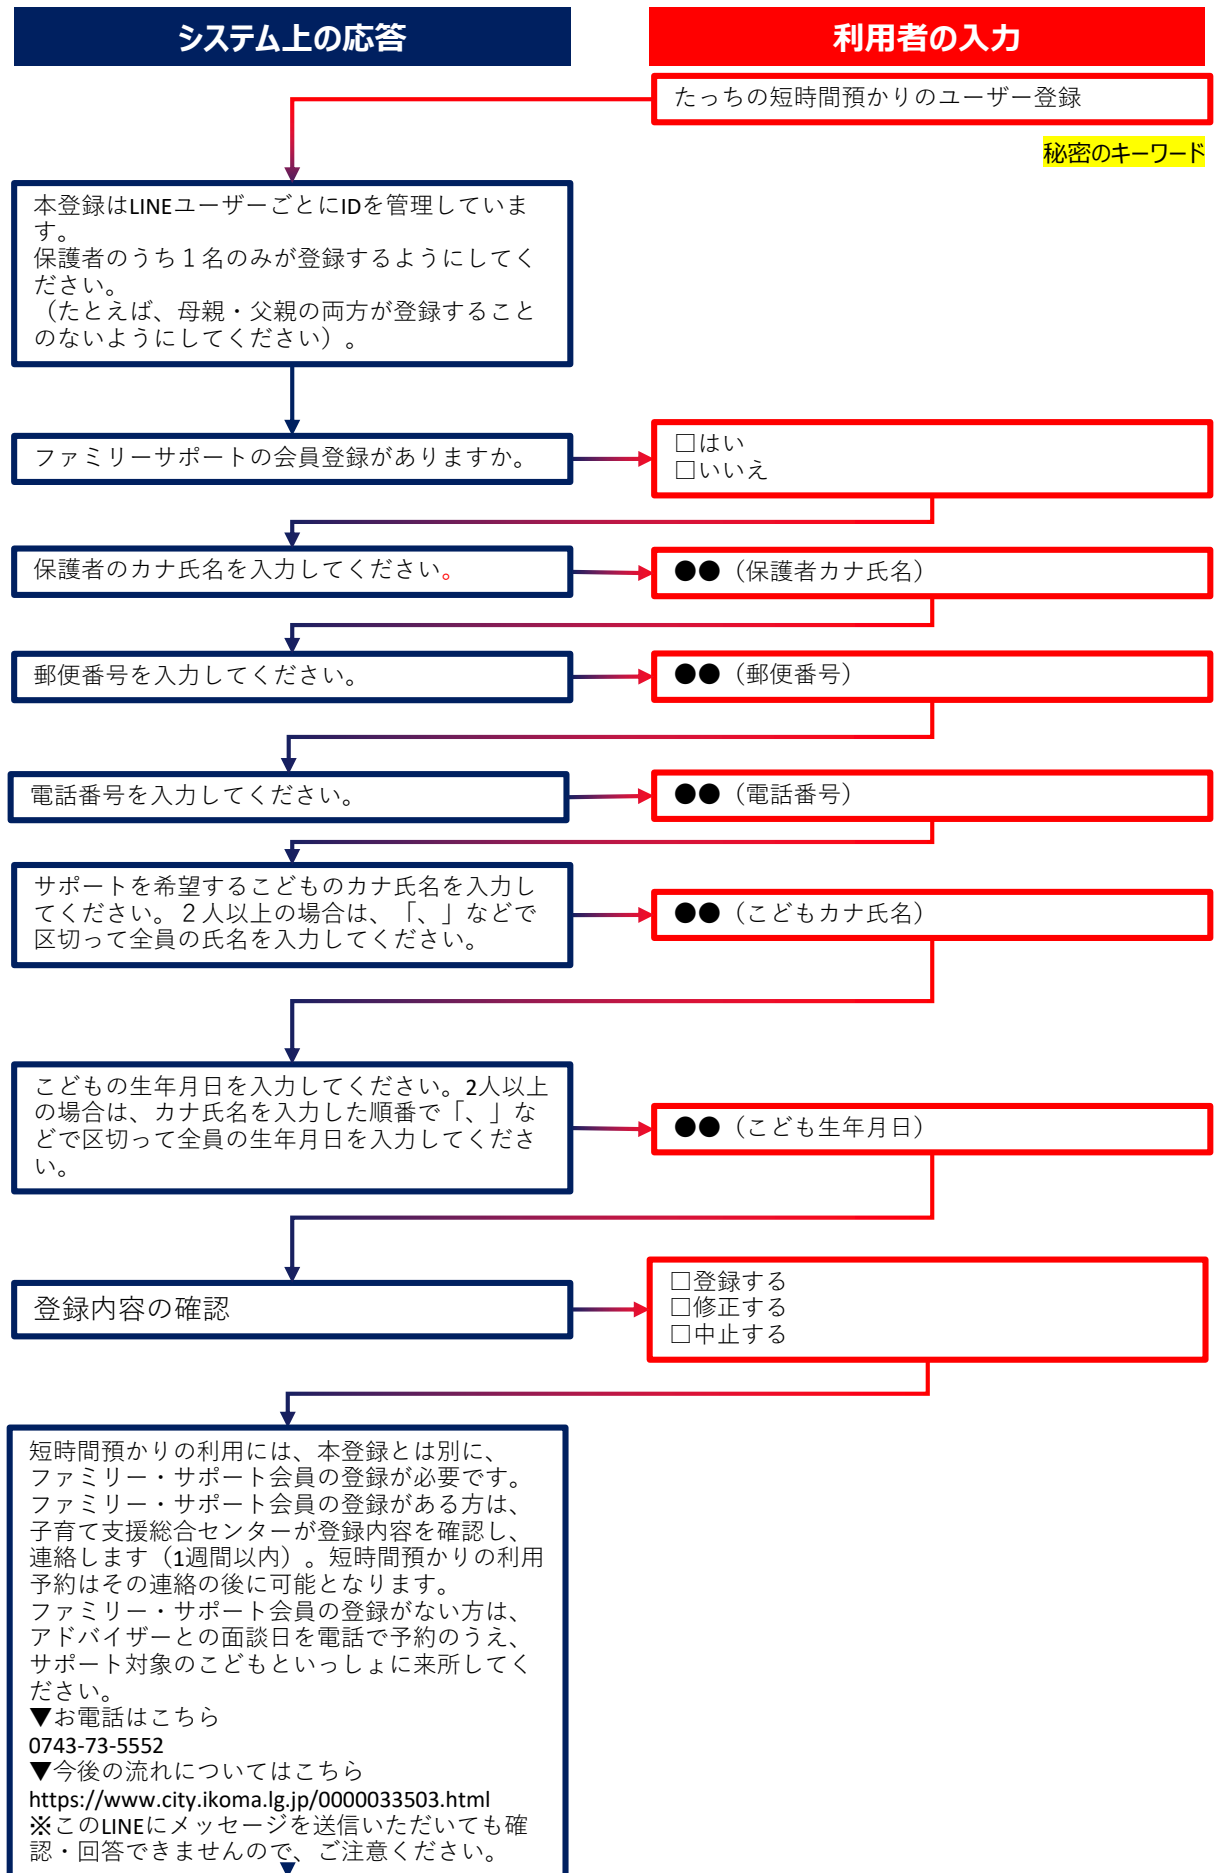 システム上の応答
利用者の入力
たっちの短時間預かりのユーザー登録
秘密のキーワード
本登録はLINEユーザーごとにIDを管理していま
す。
保護者のうち１名のみが登録するようにしてく
ださい。
（たとえば、母親・父親の両方が登録すること
のないようにしてください）。
ファミリーサポートの会員登録がありますか。
□はい
□いいえ
保護者のカナ氏名を入力してください。
●●（保護者カナ氏名）
郵便番号を入力してください。
●●（郵便番号）
電話番号を入力してください。
●●（電話番号）
サポートを希望するこどものカナ氏名を入力し
てください。２人以上の場合は、「、」などで
区切って全員の氏名を入力してください。
●●（こどもカナ氏名）
こどもの生年月日を入力してください。2人以上
の場合は、カナ氏名を入力した順番で「、」な
どで区切って全員の生年月日を入力してくださ
い。
●●（こども生年月日）
登録内容の確認
□登録する
□修正する
□中止する
短時間預かりの利用には、本登録とは別に、
ファミリー・サポート会員の登録が必要です。
ファミリー・サポート会員の登録がある方は、
子育て支援総合センターが登録内容を確認し、
連絡します（1週間以内）。短時間預かりの利用
予約はその連絡の後に可能となります。
ファミリー・サポート会員の登録がない方は、
アドバイザーとの面談日を電話で予約のうえ、
サポート対象のこどもといっしょに来所してく
ださい。
▼お電話はこちら
0743-73-5552
▼今後の流れについてはこちら
https://www.city.ikoma.lg.jp/0000033503.html
※このLINEにメッセージを送信いただいても確
認・回答できませんので、ご注意ください。